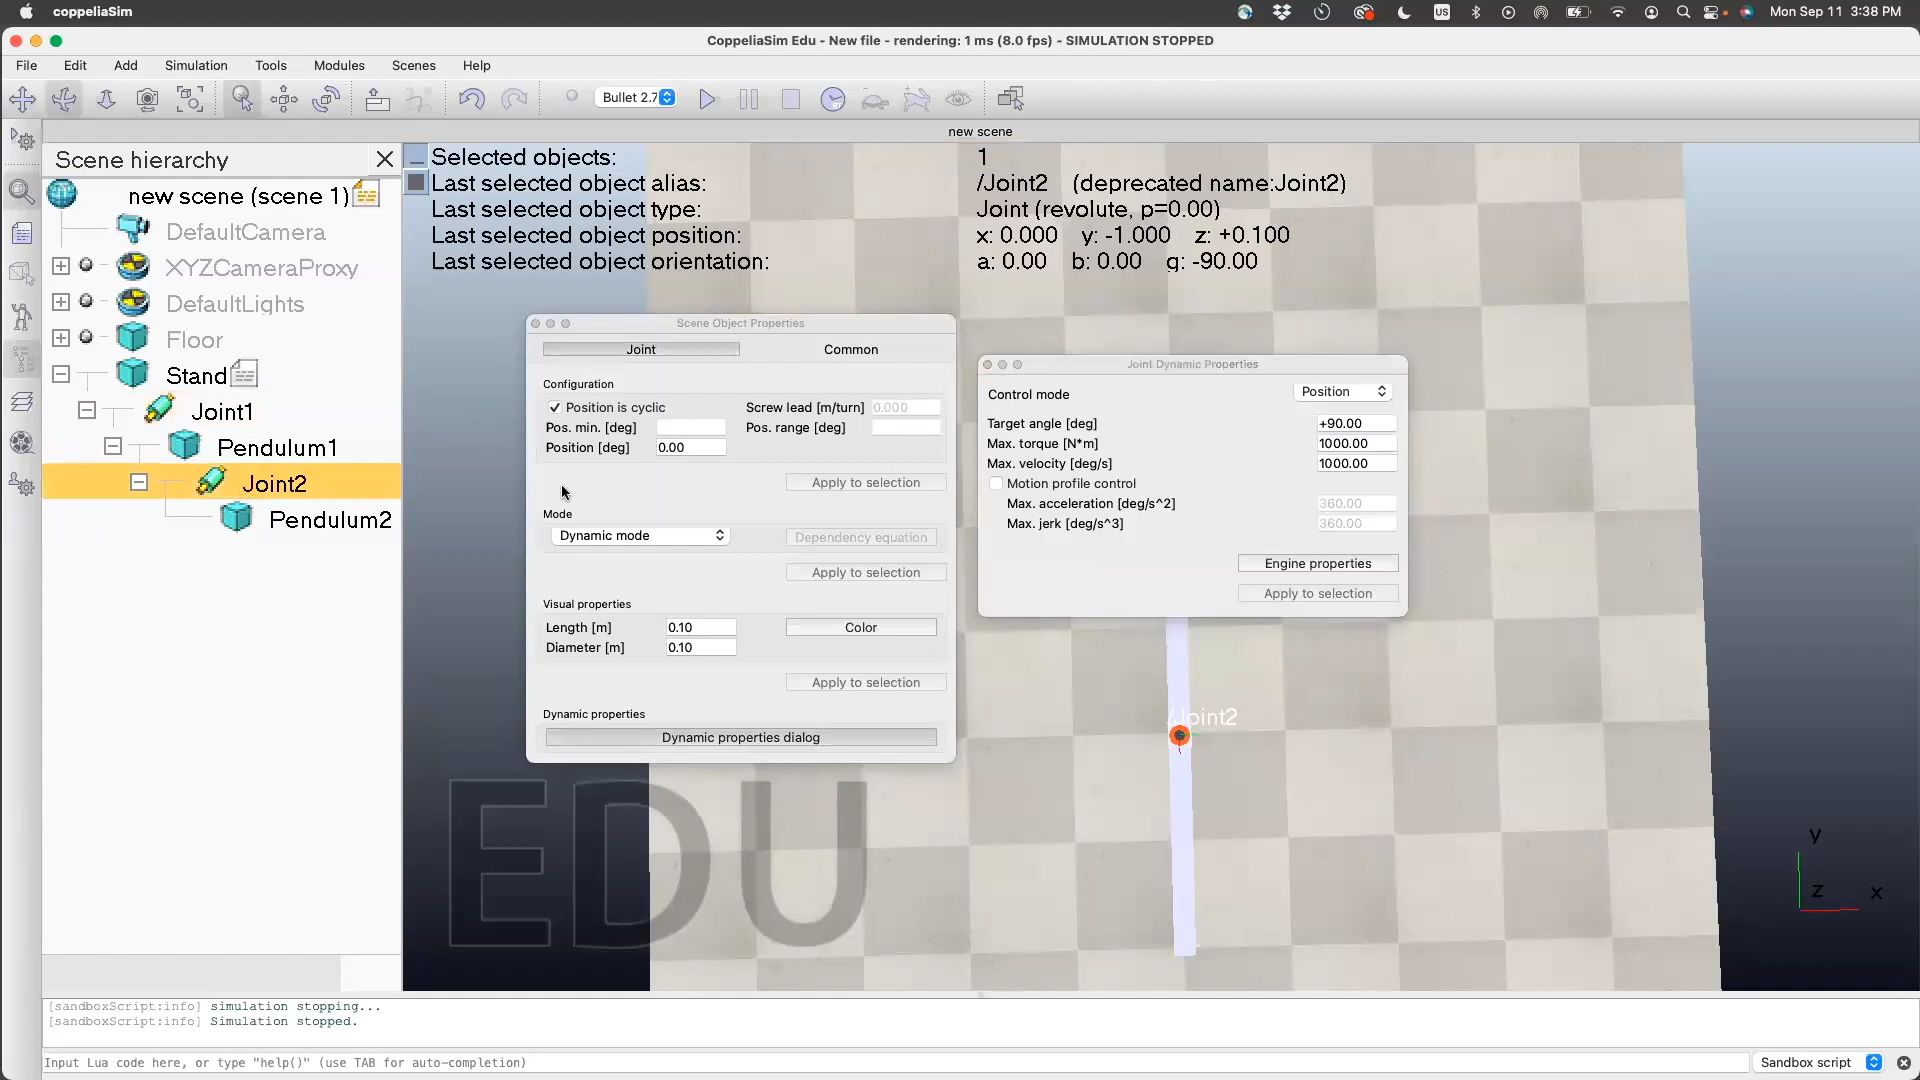 coppeliaSim
US
Mon Sep 11 3:38 PM
CoppeliaSim Edu - New file - rendering: 1 ms (8.0 fps) - SIMULATION STOPPED
File Edit Add Simulation Tools Modules Scenes Help
Bullet 2.7
new scene
Scene hierarchy
new scene (scene 1)
DefaultCamera
XYZCameraProxy
DefaultLights
Floor
Stand
Joint1
Pendulum1
Joint2
Pendulum2
Selected objects: 1
Last selected object alias: /Joint2 (deprecated name:Joint2)
Last selected object type: Joint (revolute, p=0.00)
Last selected object position: x: 0.000 y: -1.000 z: +0.100
Last selected object orientation: a: 0.00 b: 0.00 g: -90.00
Scene Object Properties
Joint Common
Configuration
Position is cyclic Screw lead [m/turn] 0.000
Pos. min. [deg] Pos. range [deg]
Position [deg] 0.00
Apply to selection
Mode
Dynamic mode Dependency equation
Apply to selection
Visual properties
Length [m] 0.10 Color
Diameter [m] 0.10
Apply to selection
Dynamic properties
Dynamic properties dialog
Joint Dynamic Properties
Control mode Position
Target angle [deg] +90.00
Max. torque [N*m] 1000.00
Max. velocity [deg/s] 1000.00
Motion profile control
Max. acceleration [deg/s^2] 360.00
Max. jerk [deg/s^3] 360.00
Engine properties
Apply to selection
/Joint2
EDU
y
z x
[sandboxScript:info] simulation stopping...
[sandboxScript:info] Simulation stopped.
Input Lua code here, or type "help()" (use TAB for auto-completion)
Sandbox script